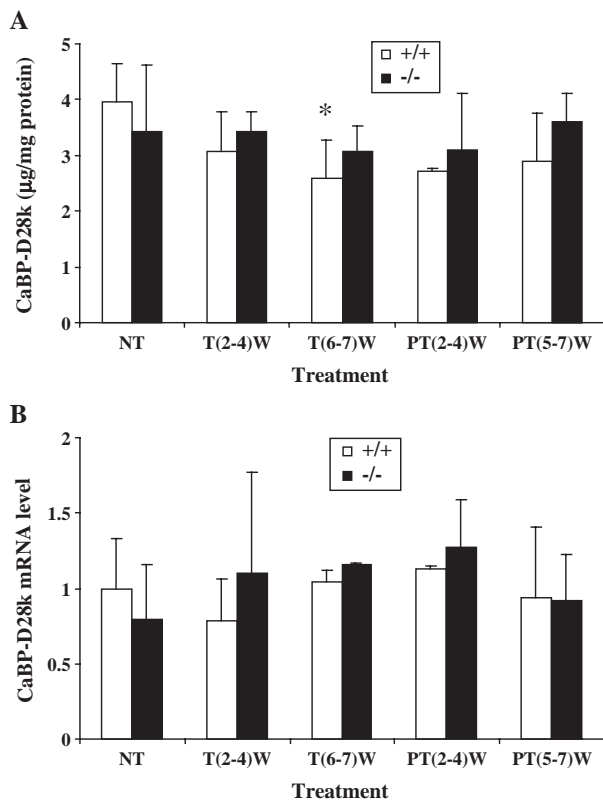 A
5
4
3
2
1
0
CaBP-D28k (µg/mg protein)
+/+
-/-
*
NT T(2-4)W T(6-7)W PT(2-4)W PT(5-7)W
Treatment
B
2
1.5
1
0.5
0
CaBP-D28k mRNA level
+/+
-/-
NT T(2-4)W T(6-7)W PT(2-4)W PT(5-7)W
Treatment